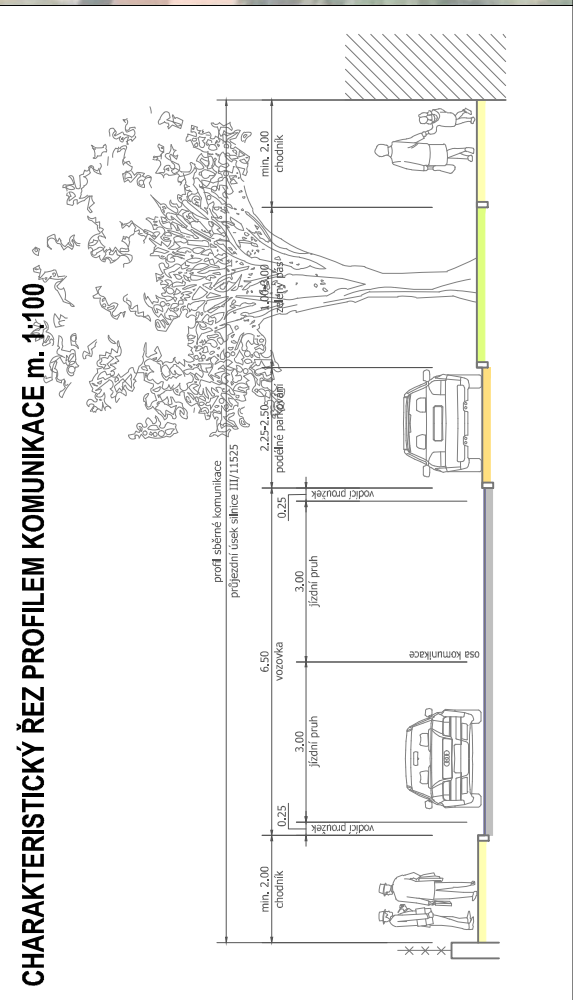 CHARAKTERISTICKÝ ŘEZ PROFILEM KOMUNIKACE m. 1:100
profil sběrné komunikace
průjezdní úsek silnice III/11525
min. 2.00
chodník
6.50
vozovka
2.25-2.50
podélné parkování
zelený pás
min. 2.00
chodník
0.25
vodící proužek
3.00
jízdní pruh
3.00
jízdní pruh
0.25
vodící proužek
osa komunikace